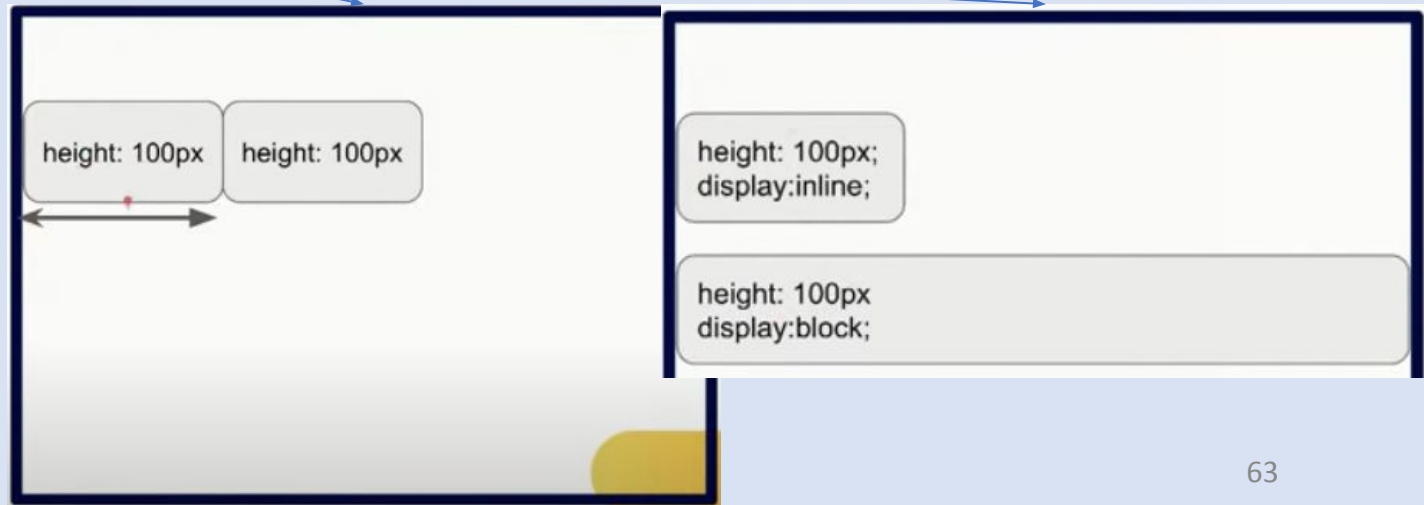 height: 100px
height: 100px
height: 100px;
display:inline;
height: 100px
display:block;
63